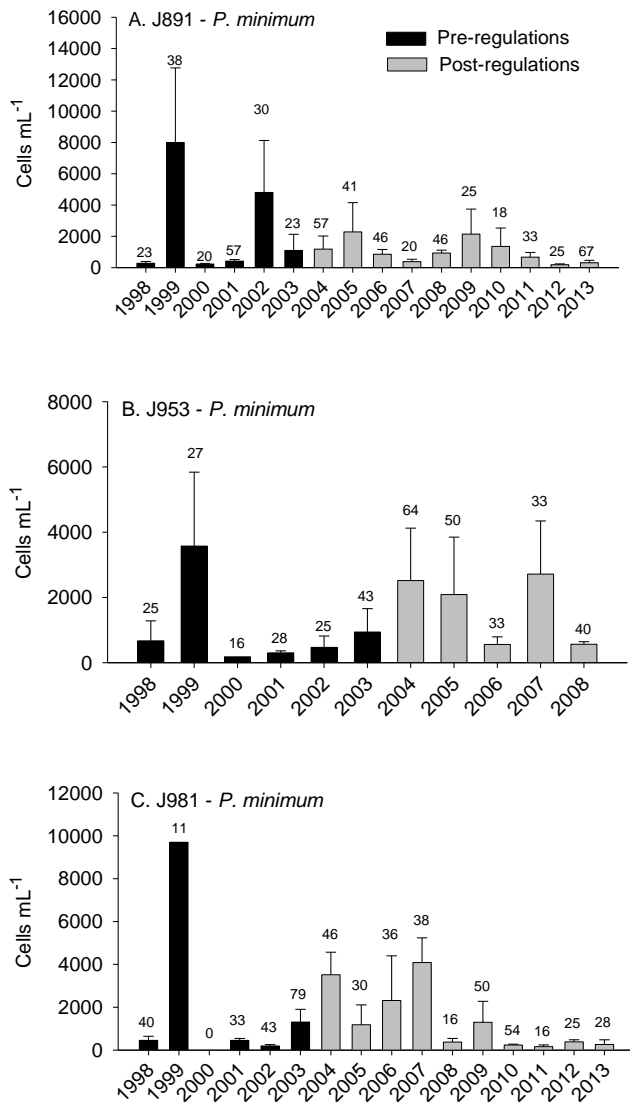 A. J891 - P. minimum
Pre-regulations
Post-regulations
Cells mL-1
16000
14000
12000
10000
8000
6000
4000
2000
0
23 38 20 57 30 23 57 41 46 20 46 25 18 33 25 67
1998 1999 2000 2001 2002 2003 2004 2005 2006 2007 2008 2009 2010 2011 2012 2013
B. J953 - P. minimum
Cells mL-1
8000
6000
4000
2000
0
25 27 16 28 25 43 64 50 33 33 40
1998 1999 2000 2001 2002 2003 2004 2005 2006 2007 2008
C. J981 - P. minimum
Cells mL-1
12000
10000
8000
6000
4000
2000
0
40 11 0 33 43 79 46 30 36 38 16 50 54 16 25 28
1998 1999 2000 2001 2002 2003 2004 2005 2006 2007 2008 2009 2010 2011 2012 2013